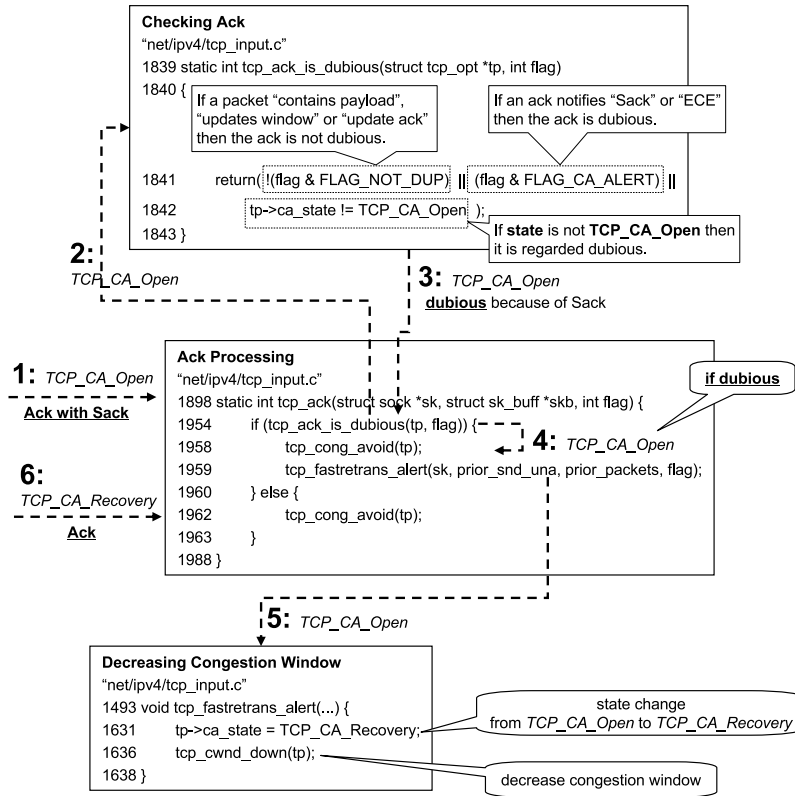 Checking Ack
“net/ipv4/tcp_input.c”
1839 static int tcp_ack_is_dubious(struct tcp_opt *tp, int flag)
1840 {
If a packet “contains payload”,
“updates window” or “update ack”
then the ack is not dubious.
If an ack notifies “Sack” or “ECE”
then the ack is dubious.
1841 return( !(flag & FLAG_NOT_DUP) || (flag & FLAG_CA_ALERT) ||
1842 tp->ca_state != TCP_CA_Open );
1843 }
If state is not TCP_CA_Open then
it is regarded dubious.
2:
TCP_CA_Open
3: TCP_CA_Open
dubious because of Sack
Ack Processing
“net/ipv4/tcp_input.c”
1: TCP_CA_Open
Ack with Sack
if dubious
1898 static int tcp_ack(struct sock *sk, struct sk_buff *skb, int flag) {
1954 if (tcp_ack_is_dubious(tp, flag)) {
1958 tcp_cong_avoid(tp);
4: TCP_CA_Open
1959 tcp_fastretrans_alert(sk, prior_snd_una, prior_packets, flag);
1960 } else {
1962 tcp_cong_avoid(tp);
1963 }
1988 }
6:
TCP_CA_Recovery
Ack
5: TCP_CA_Open
Decreasing Congestion Window
“net/ipv4/tcp_input.c”
1493 void tcp_fastretrans_alert(...) {
1631 tp->ca_state = TCP_CA_Recovery;
1636 tcp_cwnd_down(tp);
1638 }
state change
from TCP_CA_Open to TCP_CA_Recovery
decrease congestion window